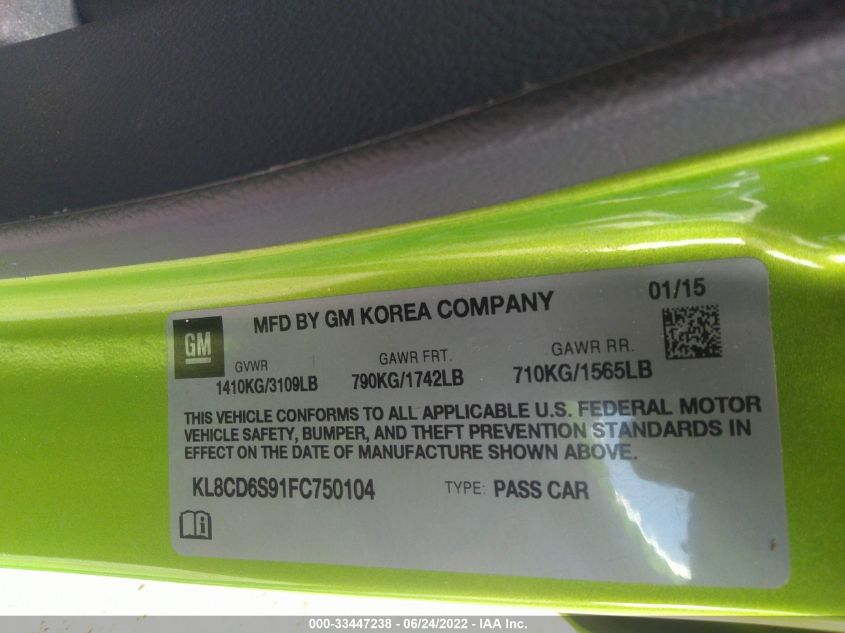 MFD BY GM KOREA COMPANY 01/15
GM
GVWR GAWR FRT. GAWR RR.
1410KG/3109LB 790KG/1742LB 710KG/1565LB
THIS VEHICLE CONFORMS TO ALL APPLICABLE U.S. FEDERAL MOTOR
VEHICLE SAFETY, BUMPER, AND THEFT PREVENTION STANDARDS IN
EFFECT ON THE DATE OF MANUFACTURE SHOWN ABOVE.
KL8CD6S91FC750104 TYPE: PASS CAR
000-33447238 - 06/24/2022 - IAA Inc.